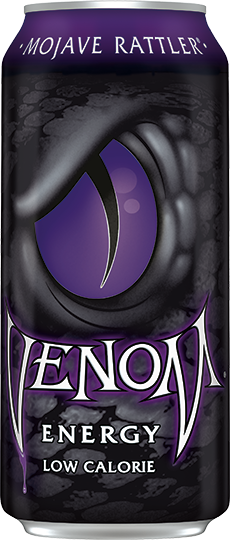 · MOJAVE RATTLER® ·
VENOM®
ENERGY
LOW CALORIE